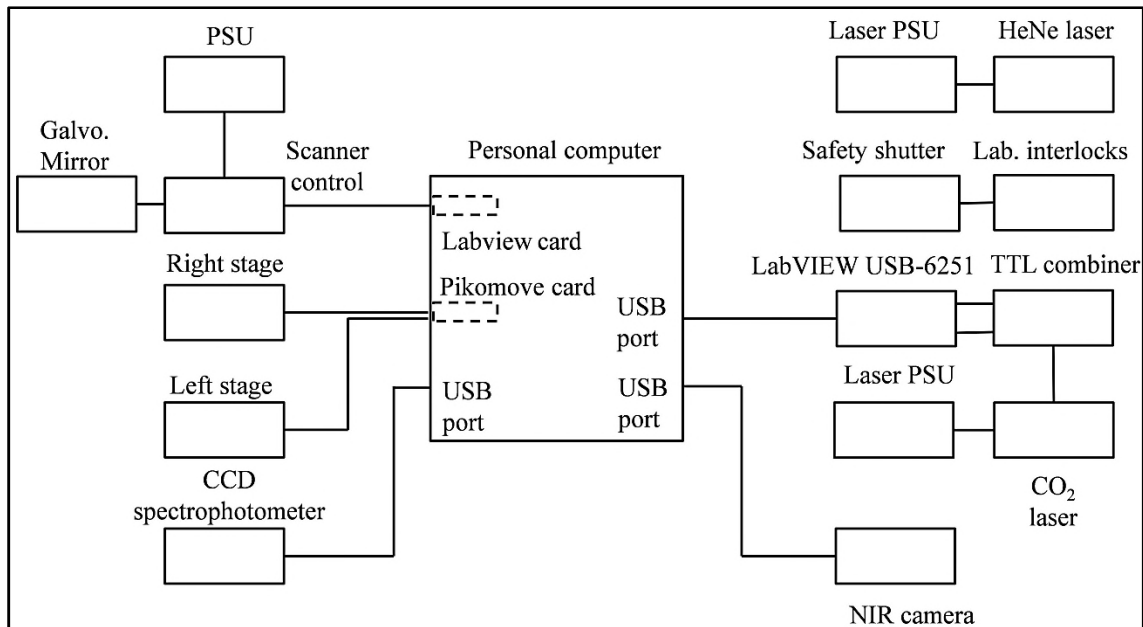 PSU
Laser PSU
HeNe laser
Galvo.
Mirror
Scanner
control
Personal computer
Safety shutter
Lab. interlocks
Labview card
Right stage
Pikomove card
LabVIEW USB-6251
TTL combiner
USB
port
Left stage
USB
port
USB
port
Laser PSU
CCD
spectrophotometer
CO₂
laser
NIR camera